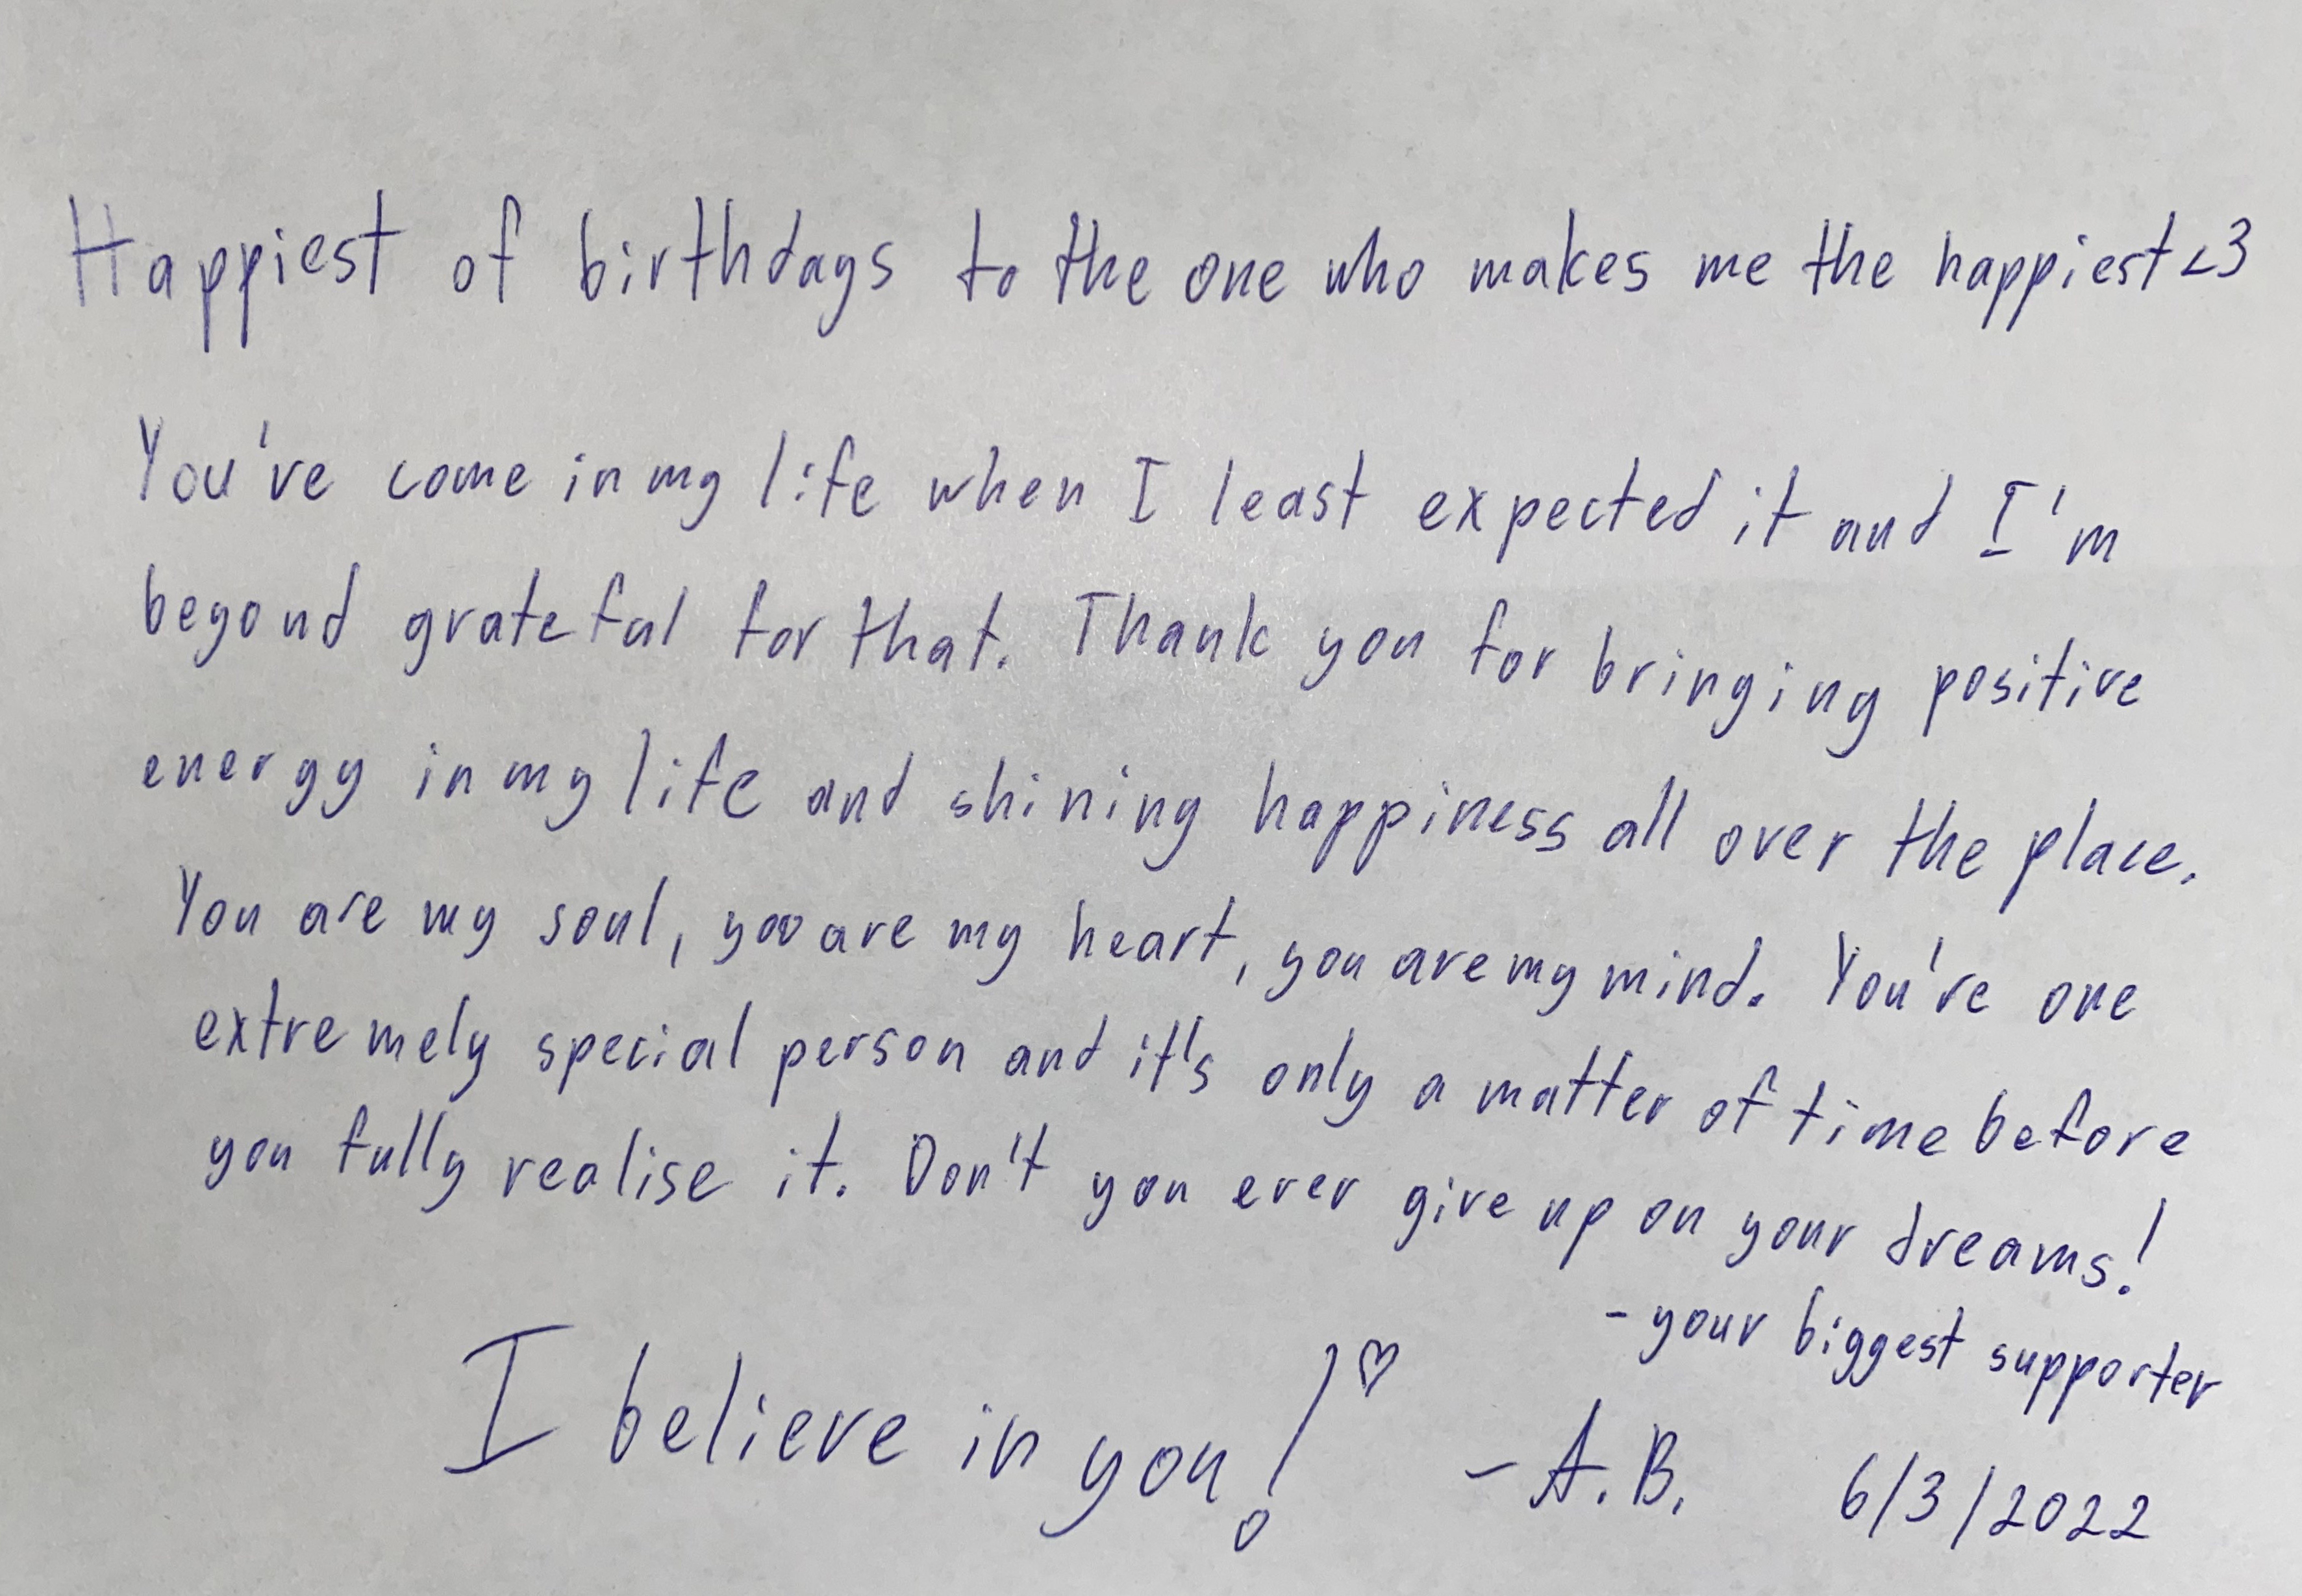 Happiest of birthdays to the one who makes me the happiest <3
You've come in my life when I least expected it and I'm
beyond grateful for that. Thank you for bringing positive
energy in my life and shining happiness all over the place.
You are my soul, you are my heart, you are my mind. You've one
extremely special person and it's only a matter of time before
you fully realise it. Don't you ever give up on your dreams!
- your biggest supporter
I believe in you! ♡
- A.B. 6/3/2022